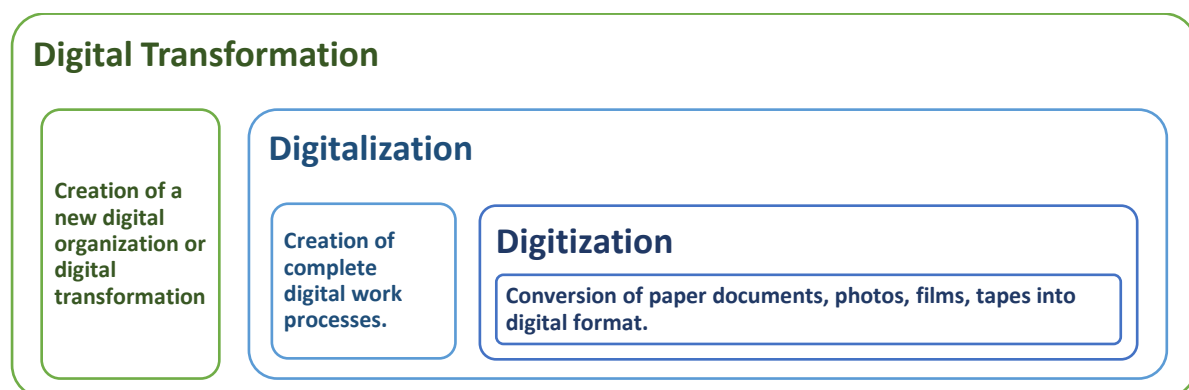 Digital Transformation
Creation of a
new digital
organization or
digital
transformation
Digitalization
Creation of
complete
digital work
processes.
Digitization
Conversion of paper documents, photos, films, tapes into
digital format.